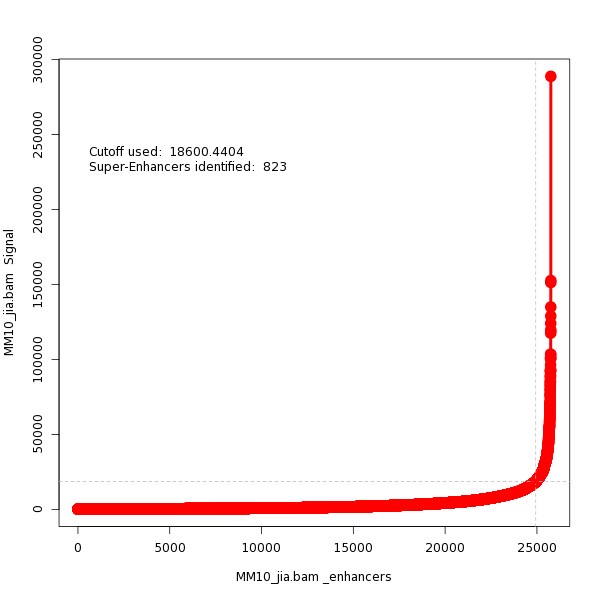 300000
250000
200000
150000
100000
50000
0
MM10_jia.bam  Signal
Cutoff used:  18600.4404
Super-Enhancers identified:  823
0 5000 10000 15000 20000 25000
MM10_jia.bam _enhancers